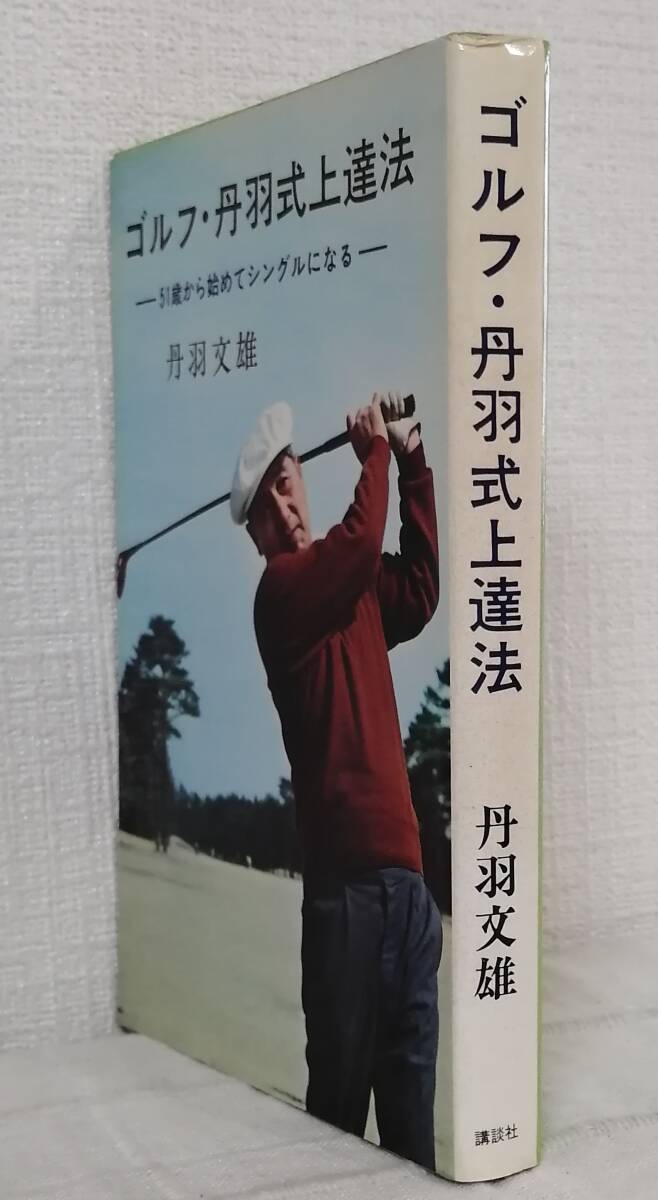 ゴルフ・丹羽式上達法
―51歳から始めてシングルになる―
丹羽文雄
ゴルフ・丹羽式上達法
丹羽文雄
講談社